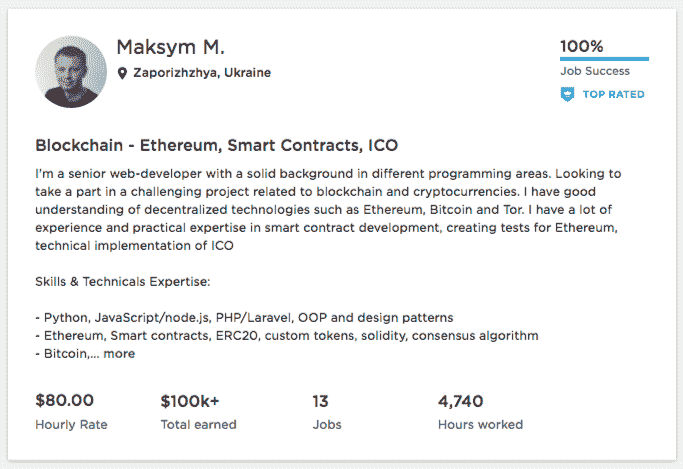 Maksym M.
Zaporizhzhya, Ukraine
100%
Job Success
TOP RATED
Blockchain - Ethereum, Smart Contracts, ICO
I'm a senior web-developer with a solid background in different programming areas. Looking to
take a part in a challenging project related to blockchain and cryptocurrencies. I have good
understanding of decentralized technologies such as Ethereum, Bitcoin and Tor. I have a lot of
experience and practical expertise in smart contract development, creating tests for Ethereum,
technical implementation of ICO
Skills & Technicals Expertise:
- Python, JavaScript/node.js, PHP/Laravel, OOP and design patterns
- Ethereum, Smart contracts, ERC20, custom tokens, solidity, consensus algorithm
- Bitcoin,... more
$80.00 $100k+ 13 4,740
Hourly Rate Total earned Jobs Hours worked